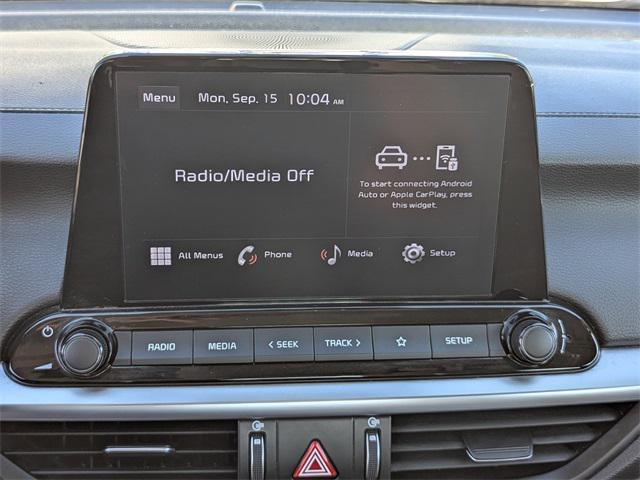 Menu Mon, Sep. 15 10:04 AM
Radio/Media Off
To start connecting Android
Auto or Apple CarPlay, press
this widget.
All Menus Phone Media Setup
RADIO MEDIA < SEEK TRACK > SETUP